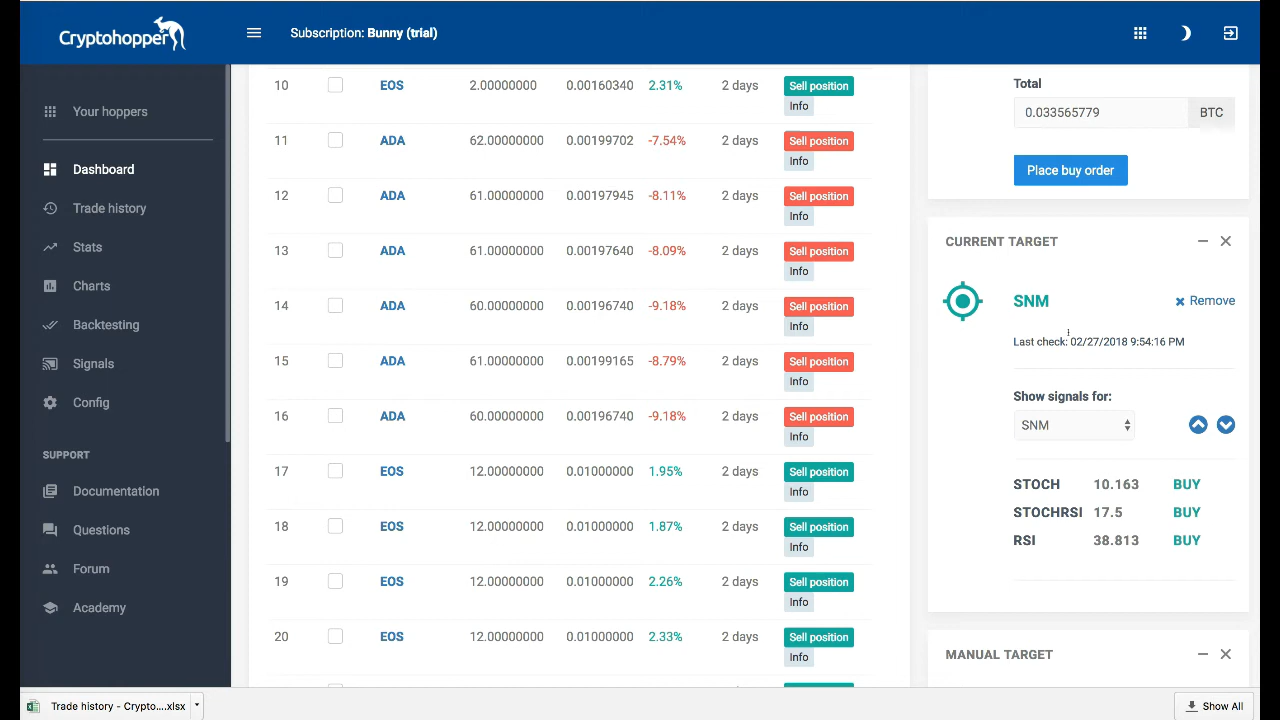 Cryptohopper
Subscription: Bunny (trial)
Your hoppers
Dashboard
Trade history
Stats
Charts
Backtesting
Signals
Config
SUPPORT
Documentation
Questions
Forum
Academy
10 EOS 2.00000000 0.00160340 2.31% 2 days Sell position
Info
11 ADA 62.00000000 0.00199702 -7.54% 2 days Sell position
Info
12 ADA 61.00000000 0.00197945 -8.11% 2 days Sell position
Info
13 ADA 61.00000000 0.00197640 -8.09% 2 days Sell position
Info
14 ADA 60.00000000 0.00196740 -9.18% 2 days Sell position
Info
15 ADA 61.00000000 0.00199165 -8.79% 2 days Sell position
Info
16 ADA 60.00000000 0.00196740 -9.18% 2 days Sell position
Info
17 EOS 12.00000000 0.01000000 1.95% 2 days Sell position
Info
18 EOS 12.00000000 0.01000000 1.87% 2 days Sell position
Info
19 EOS 12.00000000 0.01000000 2.26% 2 days Sell position
Info
20 EOS 12.00000000 0.01000000 2.33% 2 days Sell position
Info
Total
0.033565779 BTC
Place buy order
CURRENT TARGET
SNM Remove
Last check: 02/27/2018 9:54:16 PM
Show signals for:
SNM
STOCH 10.163 BUY
STOCHRSI 17.5 BUY
RSI 38.813 BUY
MANUAL TARGET
Trade history - Crypto....xlsx
Show All